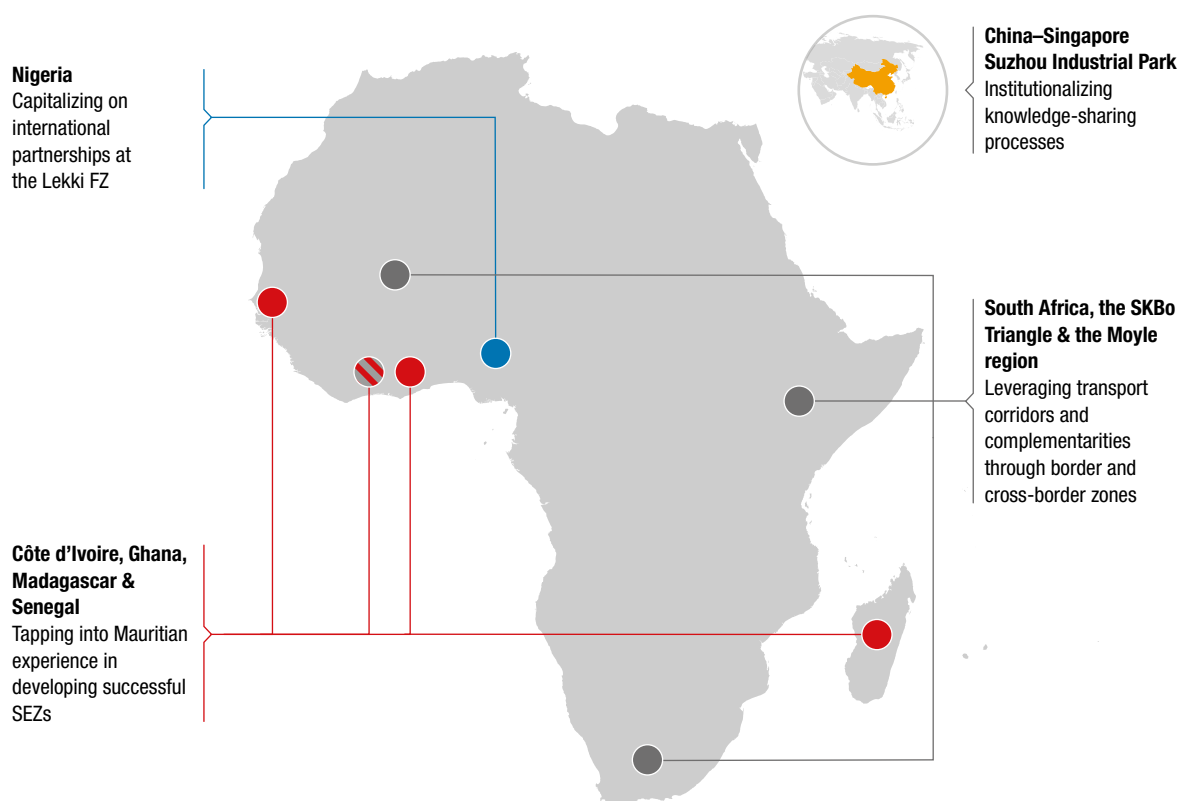 Nigeria
Capitalizing on
international
partnerships at
the Lekki FZ
China–Singapore
Suzhou Industrial Park
Institutionalizing
knowledge-sharing
processes
South Africa, the SKBo
Triangle & the Moyle
region
Leveraging transport
corridors and
complementarities
through border and
cross-border zones
Côte d’Ivoire, Ghana,
Madagascar &
Senegal
Tapping into Mauritian
experience in
developing successful
SEZs